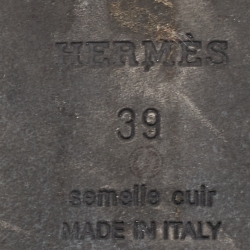 HERMÈS
39
semelle cuir
MADE IN ITALY